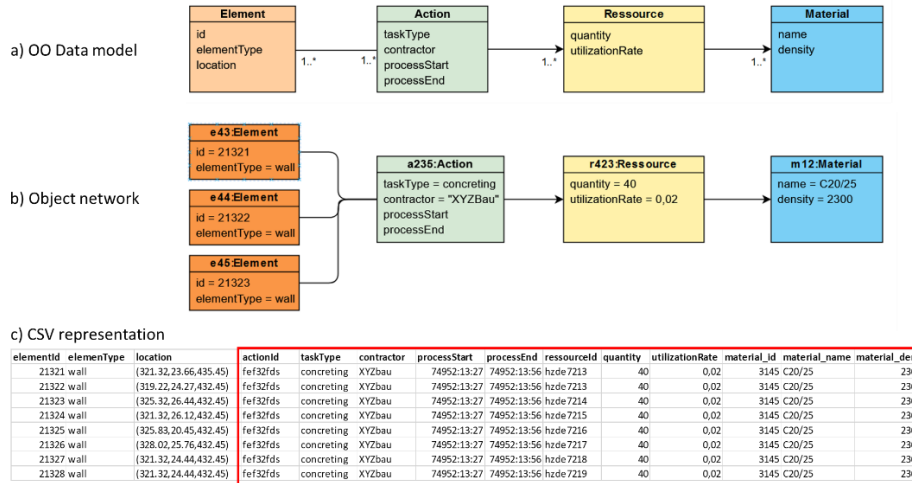 a) OO Data model
Element
id
elementType
location
1..*
1..*
Action
taskType
contractor
processStart
processEnd
1..*
Ressource
quantity
utilizationRate
1..*
Material
name
density
b) Object network
e43:Element
id = 21321
elementType = wall
e44:Element
id = 21322
elementType = wall
e45:Element
id = 21323
elementType = wall
a235:Action
taskType = concreting
contractor = "XYZBau"
processStart
processEnd
r423:Ressource
quantity = 40
utilizationRate = 0,02
m12:Material
name = C20/25
density = 2300
c) CSV representation
elementId elemenType location actionId taskType contractor processStart processEnd ressourceId quantity utilizationRate material_id material_name material_den
21321 wall (321.32,23.66,435.45) fef32fds concreting XYZbau 74952:13:27 74952:13:56 hzde7213 40 0,02 3145 C20/25 230
21322 wall (319.22,24.27,432.45) fef32fds concreting XYZbau 74952:13:27 74952:13:56 hzde7213 40 0,02 3145 C20/25 230
21323 wall (325.32,26.44,432.45) fef32fds concreting XYZbau 74952:13:27 74952:13:56 hzde7214 40 0,02 3145 C20/25 230
21324 wall (321.32,26.12,432.45) fef32fds concreting XYZbau 74952:13:27 74952:13:56 hzde7215 40 0,02 3145 C20/25 230
21325 wall (325.83,20.45,432.45) fef32fds concreting XYZbau 74952:13:27 74952:13:56 hzde7216 40 0,02 3145 C20/25 230
21326 wall (328.02,25.76,432.45) fef32fds concreting XYZbau 74952:13:27 74952:13:56 hzde7217 40 0,02 3145 C20/25 230
21327 wall (321.32,24.44,432.45) fef32fds concreting XYZbau 74952:13:27 74952:13:56 hzde7218 40 0,02 3145 C20/25 230
21328 wall (321.32,24.44,432.45) fef32fds concreting XYZbau 74952:13:27 74952:13:56 hzde7219 40 0,02 3145 C20/25 230